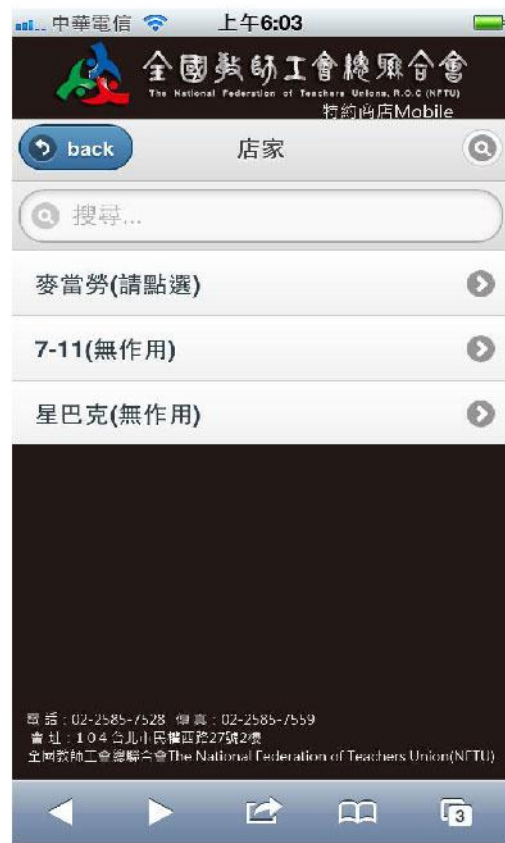 中華電信 上午6:03
全國教師工會總聯合會
The National Federation of Teachers Unions, R.O.C (NFTU)
特約商店Mobile
back 店家
搜尋...
麥當勞(請點選)
7-11(無作用)
星巴克(無作用)
電話:02-2585-7528 傳真:02-2585-7559
會址:104台北市民權西路27號2樓
全國教師工會總聯合會The National Federation of Teachers Union(NFTU)
3